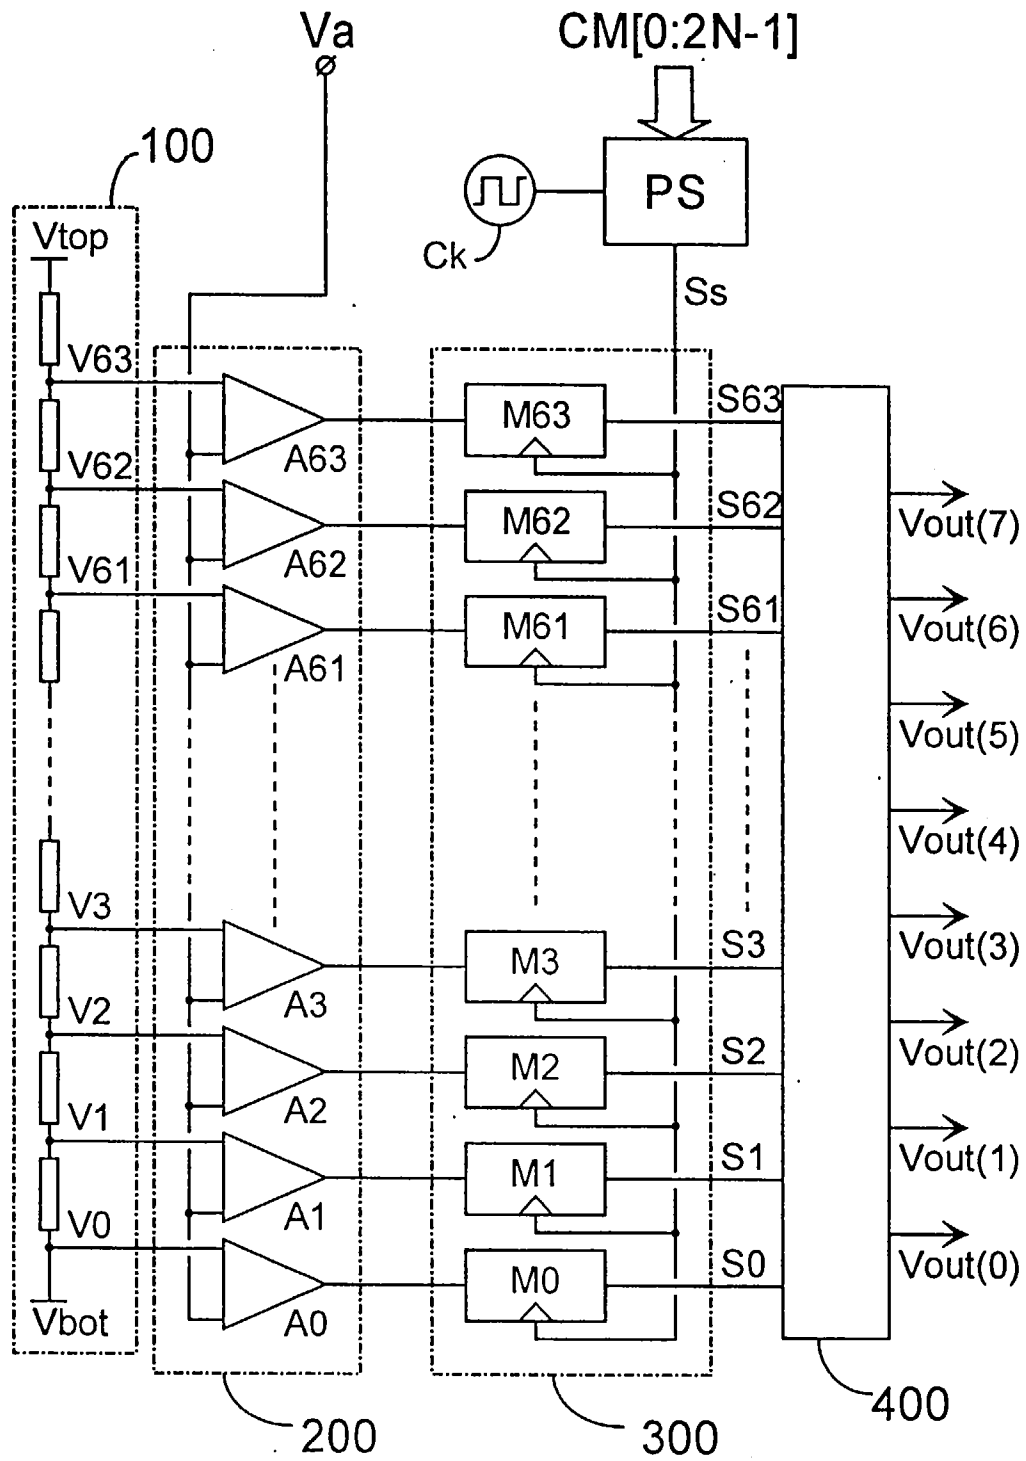 Va
CM[0:2N-1]
100
PS
Ck
Ss
Vtop
V63
V62
V61
V3
V2
V1
V0
Vbot
A63
A62
A61
A3
A2
A1
A0
M63
M62
M61
M3
M2
M1
M0
S63
S62
S61
S3
S2
S1
S0
Vout(7)
Vout(6)
Vout(5)
Vout(4)
Vout(3)
Vout(2)
Vout(1)
Vout(0)
200
300
400